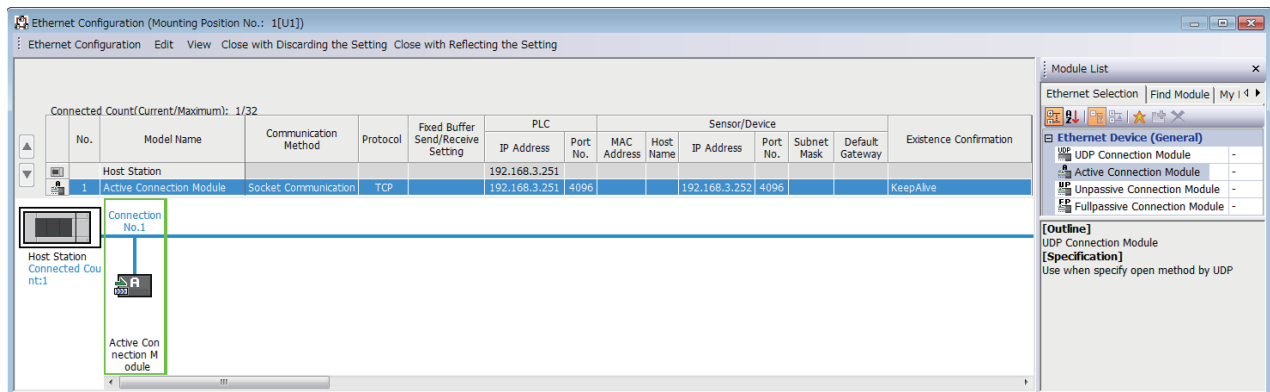 Ethernet Configuration (Mounting Position No.: 1[U1])
Ethernet Configuration Edit View Close with Discarding the Setting Close with Reflecting the Setting
Connected Count(Current/Maximum): 1/32
No. Model Name Communication Method Protocol Fixed Buffer Send/Receive Setting PLC Sensor/Device Existence Confirmation
IP Address Port No. MAC Address Host Name IP Address Port No. Subnet Mask Default Gateway
Host Station 192.168.3.251
1 Active Connection Module Socket Communication TCP 192.168.3.251 4096 192.168.3.252 4096 KeepAlive
Connection
No.1
Host Station
Connected Cou
nt:1
A
Active Con
nection M
odule
Module List
Ethernet Selection Find Module My
Ethernet Device (General)
UDP Connection Module -
Active Connection Module -
Unpassive Connection Module -
Fullpassive Connection Module -
[Outline]
UDP Connection Module
[Specification]
Use when specify open method by UDP